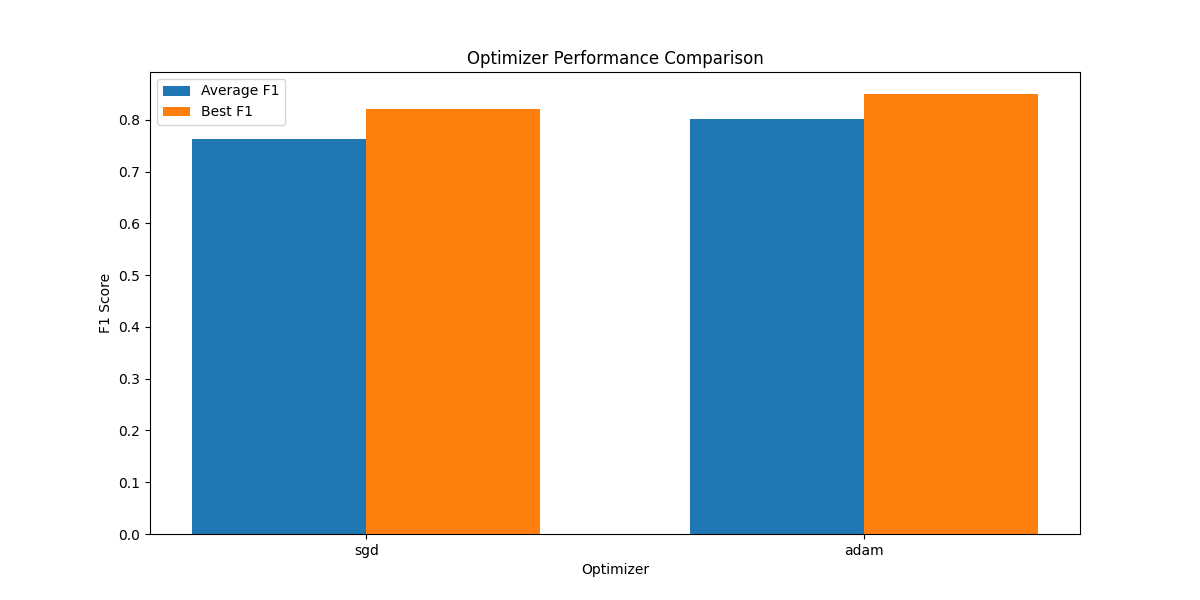 Optimizer Performance Comparison
Average F1
Best F1
F1 Score
0.8
0.7
0.6
0.5
0.4
0.3
0.2
0.1
0.0
sgd
adam
Optimizer